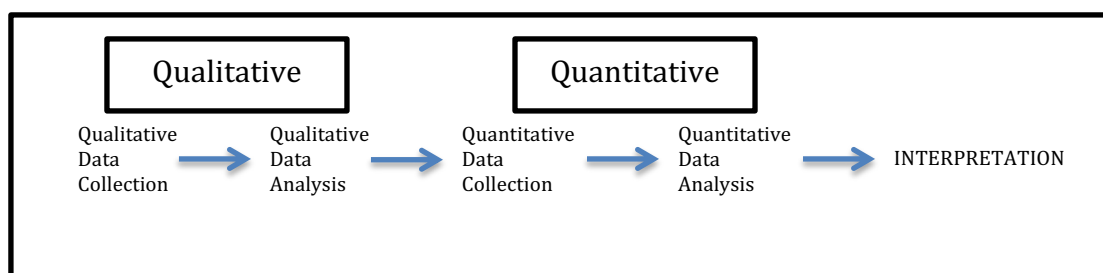 Qualitative
Quantitative
Qualitative
Data
Collection
Qualitative
Data
Analysis
Quantitative
Data
Collection
Quantitative
Data
Analysis
INTERPRETATION